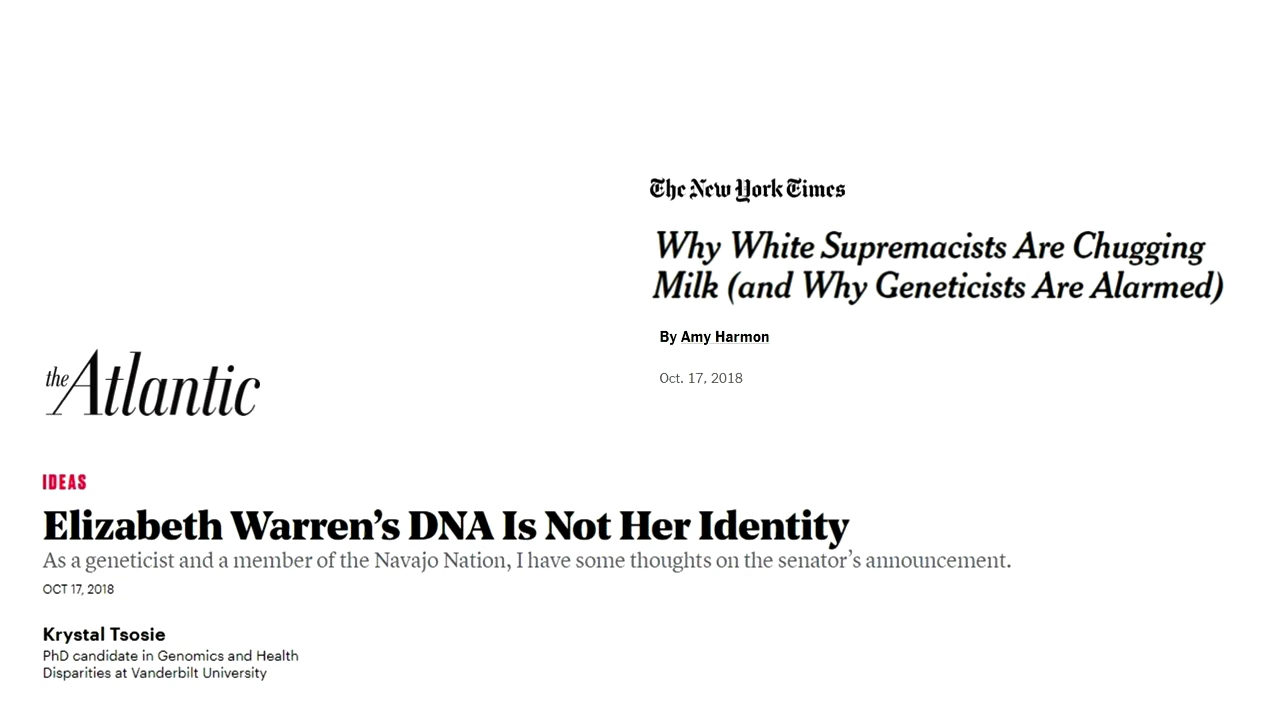 The New York Times
Why White Supremacists Are Chugging
Milk (and Why Geneticists Are Alarmed)
By Amy Harmon
Oct. 17, 2018
the Atlantic
IDEAS
Elizabeth Warren’s DNA Is Not Her Identity
As a geneticist and a member of the Navajo Nation, I have some thoughts on the senator’s announcement.
OCT 17, 2018
Krystal Tsosie
PhD candidate in Genomics and Health
Disparities at Vanderbilt University